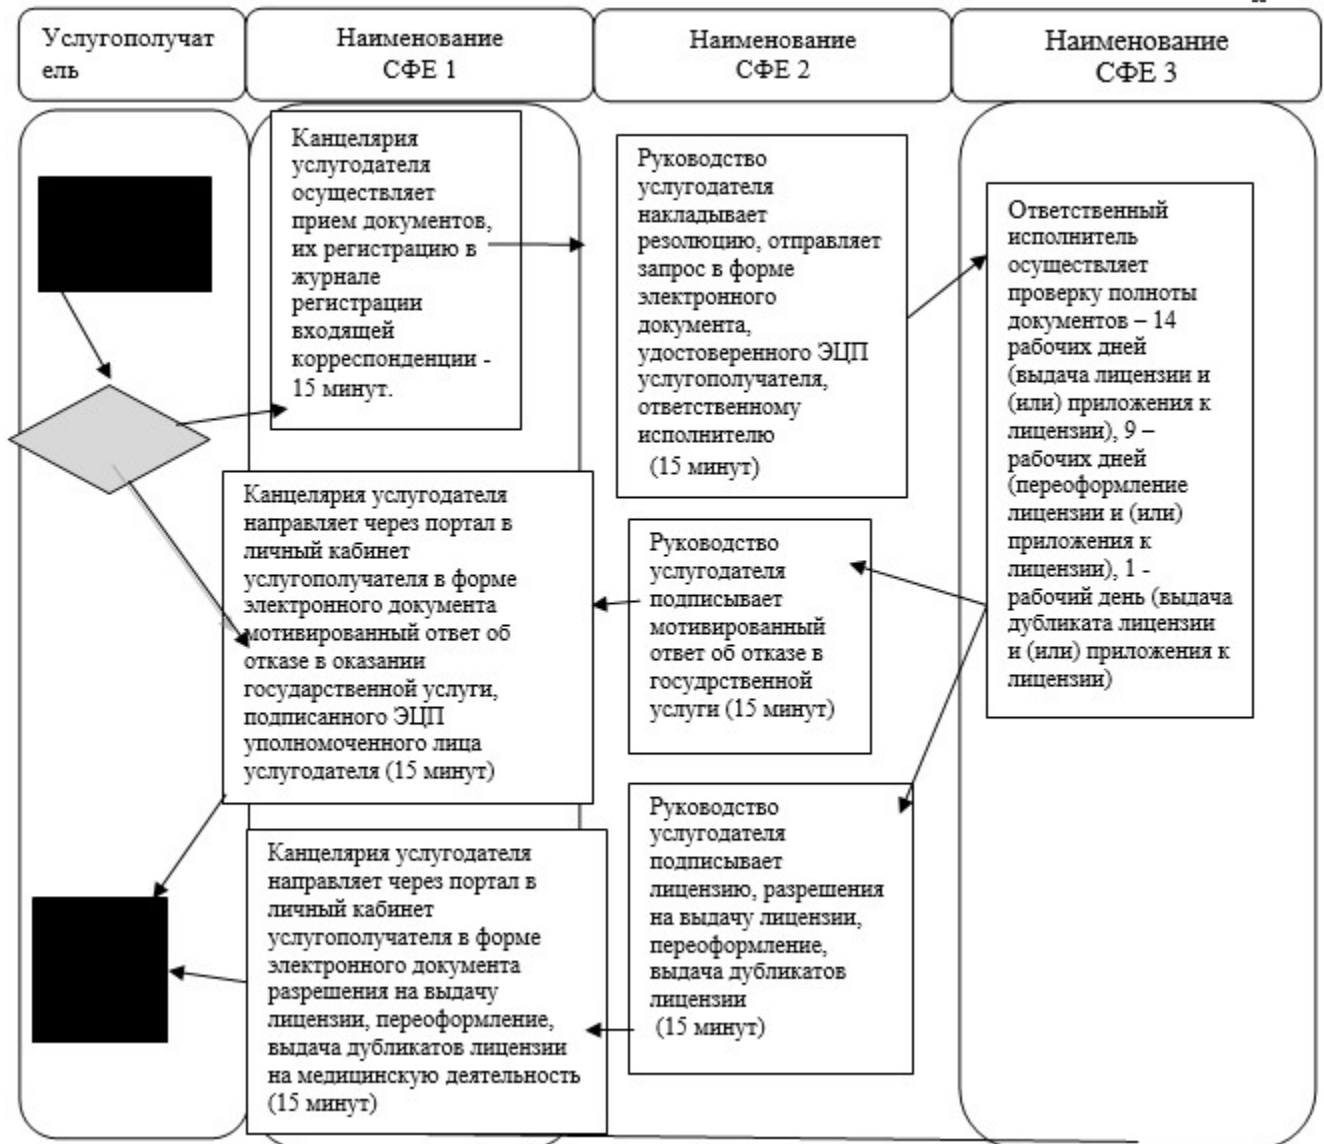 Услугополучат
ель
Наименование
СФЕ 1
Наименование
СФЕ 2
Наименование
СФЕ 3
Канцелярия
услугодателя
осуществляет
прием документов,
их регистрацию в
журнале
регистрации
входящей
корреспонденции -
15 минут.
Руководство
услугодателя
накладывает
резолюцию, отправляет
запрос в форме
электронного
документа,
удостоверенного ЭЦП
услугополучателя,
ответственному
исполнителю
(15 минут)
Ответственный
исполнитель
осуществляет
проверку полноты
документов – 14
рабочих дней
(выдача лицензии и
(или) приложения к
лицензии), 9 –
рабочих дней
(переоформление
лицензии и (или)
приложения к
лицензии), 1 -
рабочий день (выдача
дубликата лицензии
и (или) приложения к
лицензии)
Канцелярия услугодателя
направляет через портал в
личный кабинет
услугополучателя в форме
электронного документа
мотивированный ответ об
отказе в оказании
государственной услуги,
подписанного ЭЦП
уполномоченного лица
услугодателя (15 минут)
Руководство
услугодателя
подписывает
мотивированный
ответ об отказе в
госудрственной
услуги (15 минут)
Канцелярия услугодателя
направляет через портал в
личный кабинет
услугополучателя в форме
электронного документа
разрешения на выдачу
лицензии, переоформление,
выдача дубликатов лицензии
на медицинскую деятельность
(15 минут)
Руководство
услугодателя
подписывает
лицензию, разрешения
на выдачу лицензии,
переоформление,
выдача дубликатов
лицензии
(15 минут)